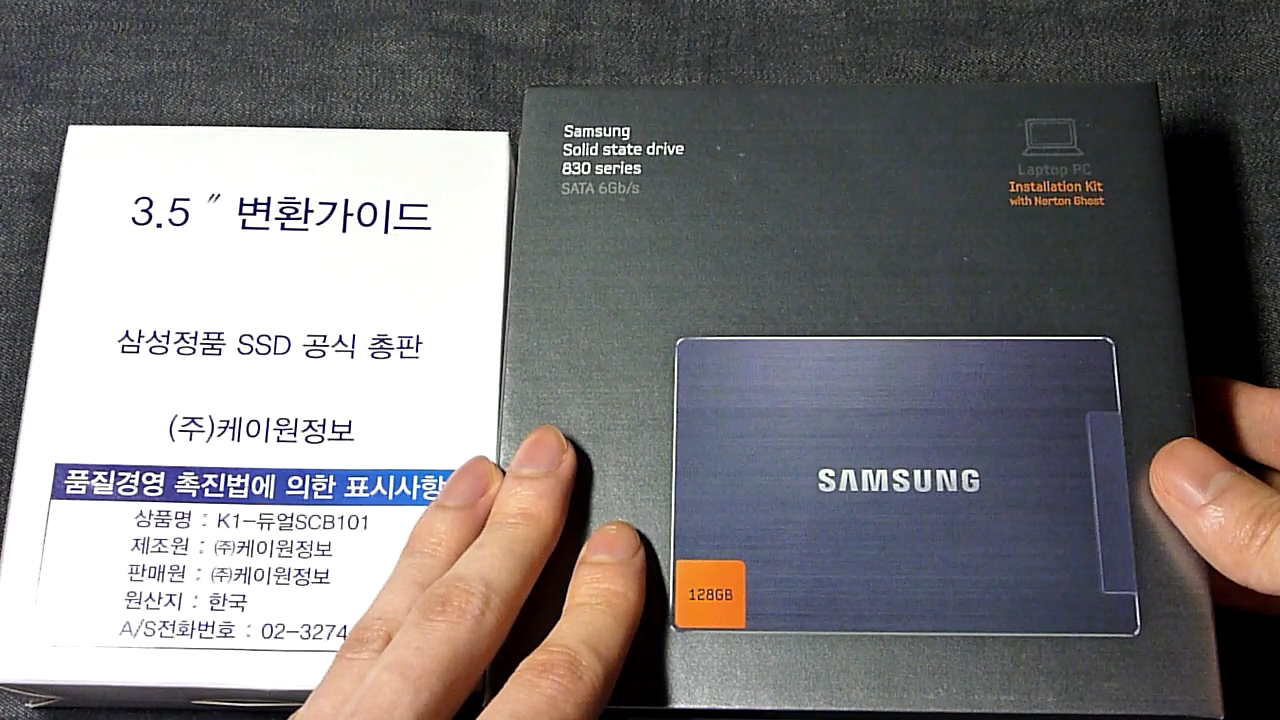 3.5 〃 변환가이드
삼성정품 SSD 공식 총판
(주)케이원정보
품질경영 촉진법에 의한 표시사항
상품명 : K1-듀얼SCB101
제조원 : ㈜케이원정보
판매원 : ㈜케이원정보
원산지 : 한국
A/S전화번호 : 02-3274
Samsung
Solid state drive
830 series
SATA 6Gb/s
Laptop PC
Installation Kit
with Norton Ghost
SAMSUNG
128GB